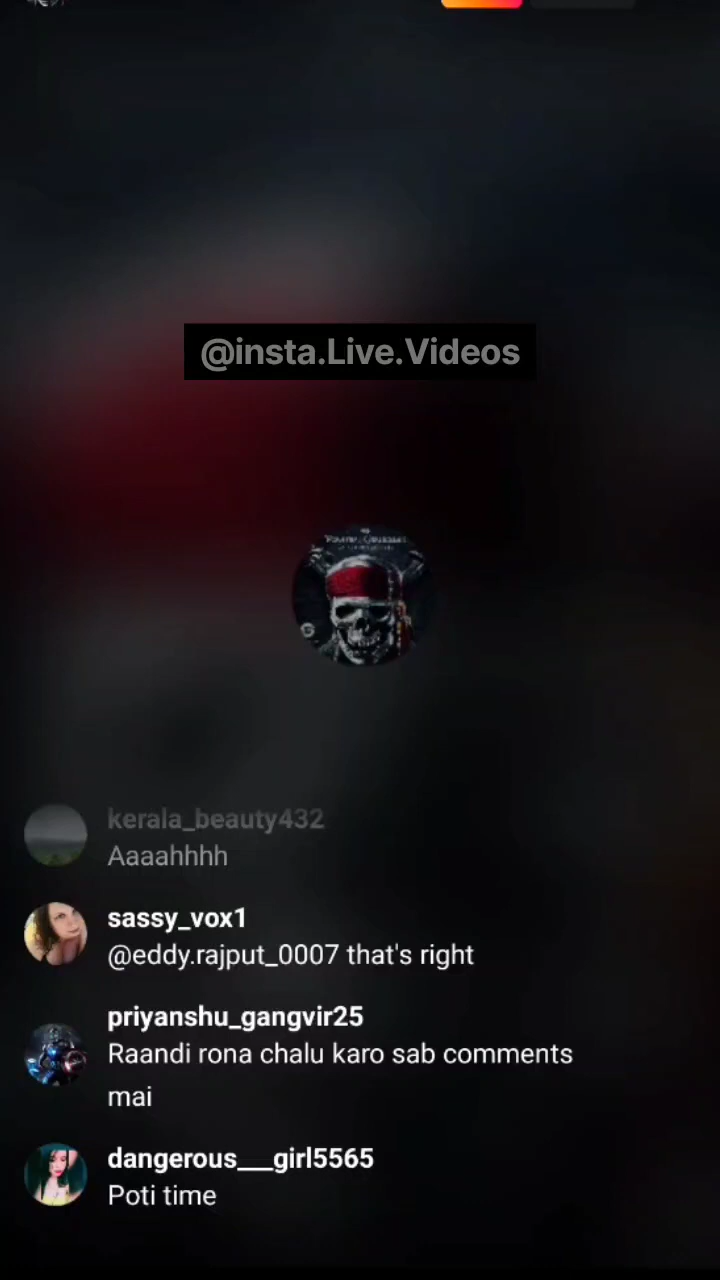 @insta.Live.Videos
kerala_beauty432
Aaaahhhh
sassy_vox1
@eddy.rajput_0007 that's right
priyanshu_gangvir25
Raandi rona chalu karo sab comments
mai
dangerous___girl5565
Poti time